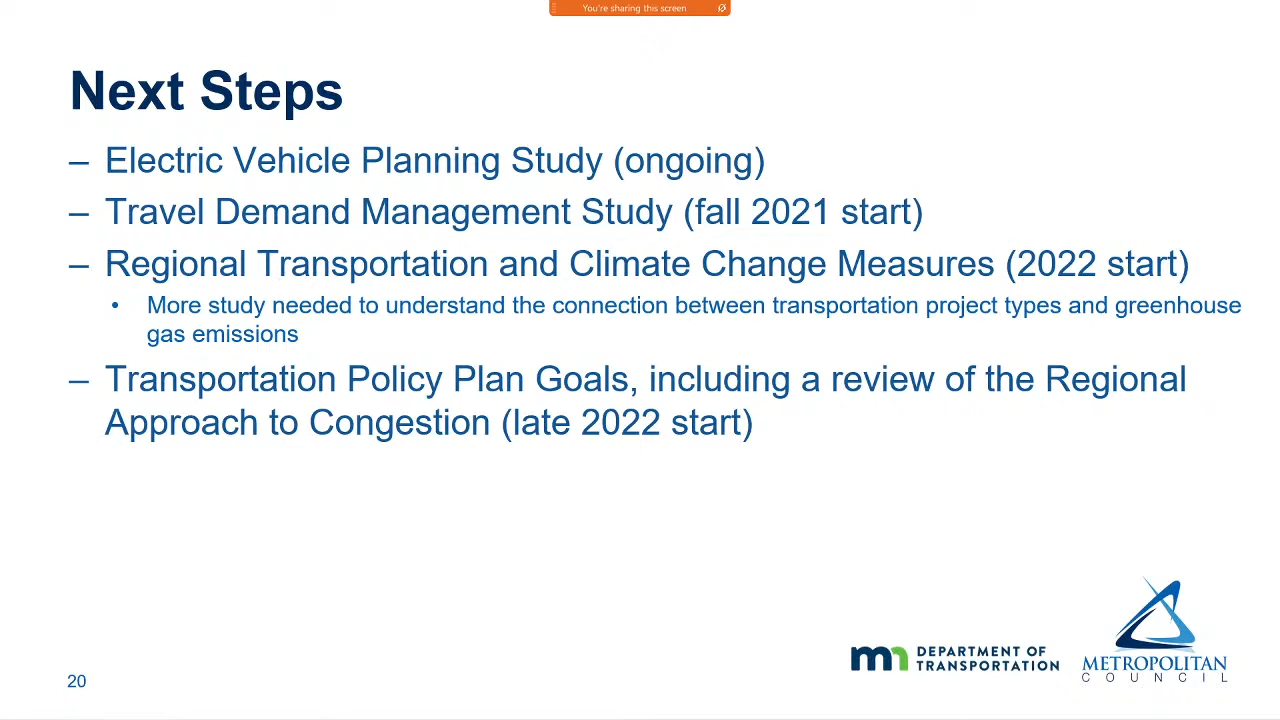 You're sharing this screen
Next Steps
– Electric Vehicle Planning Study (ongoing)
– Travel Demand Management Study (fall 2021 start)
– Regional Transportation and Climate Change Measures (2022 start)
• More study needed to understand the connection between transportation project types and greenhouse
gas emissions
– Transportation Policy Plan Goals, including a review of the Regional
Approach to Congestion (late 2022 start)
mn DEPARTMENT OF
TRANSPORTATION
METROPOLITAN
COUNCIL
20